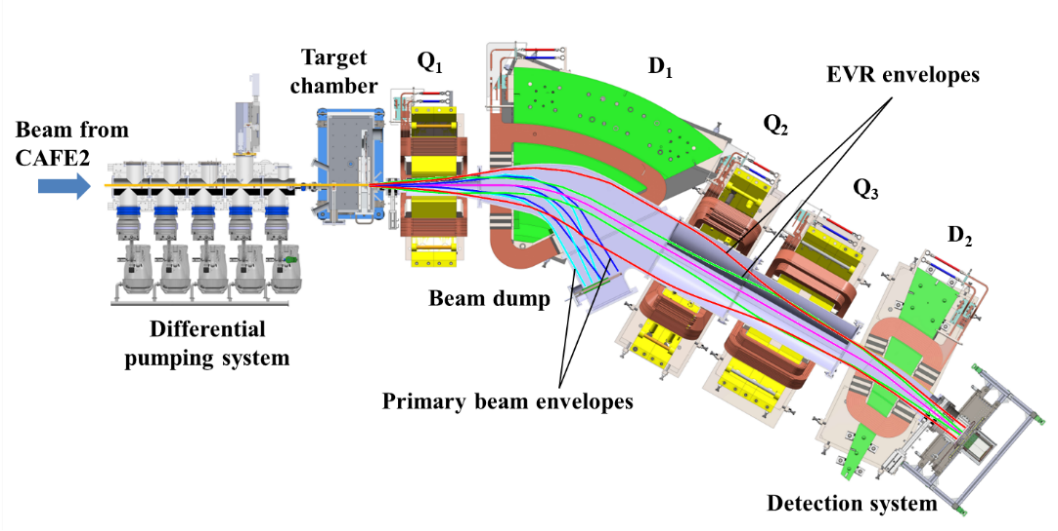 Beam from
CAFE2
Target
chamber
Q₁
D₁
EVR envelopes
Q₂
Q₃
D₂
Beam dump
Differential
pumping system
Primary beam envelopes
Detection system